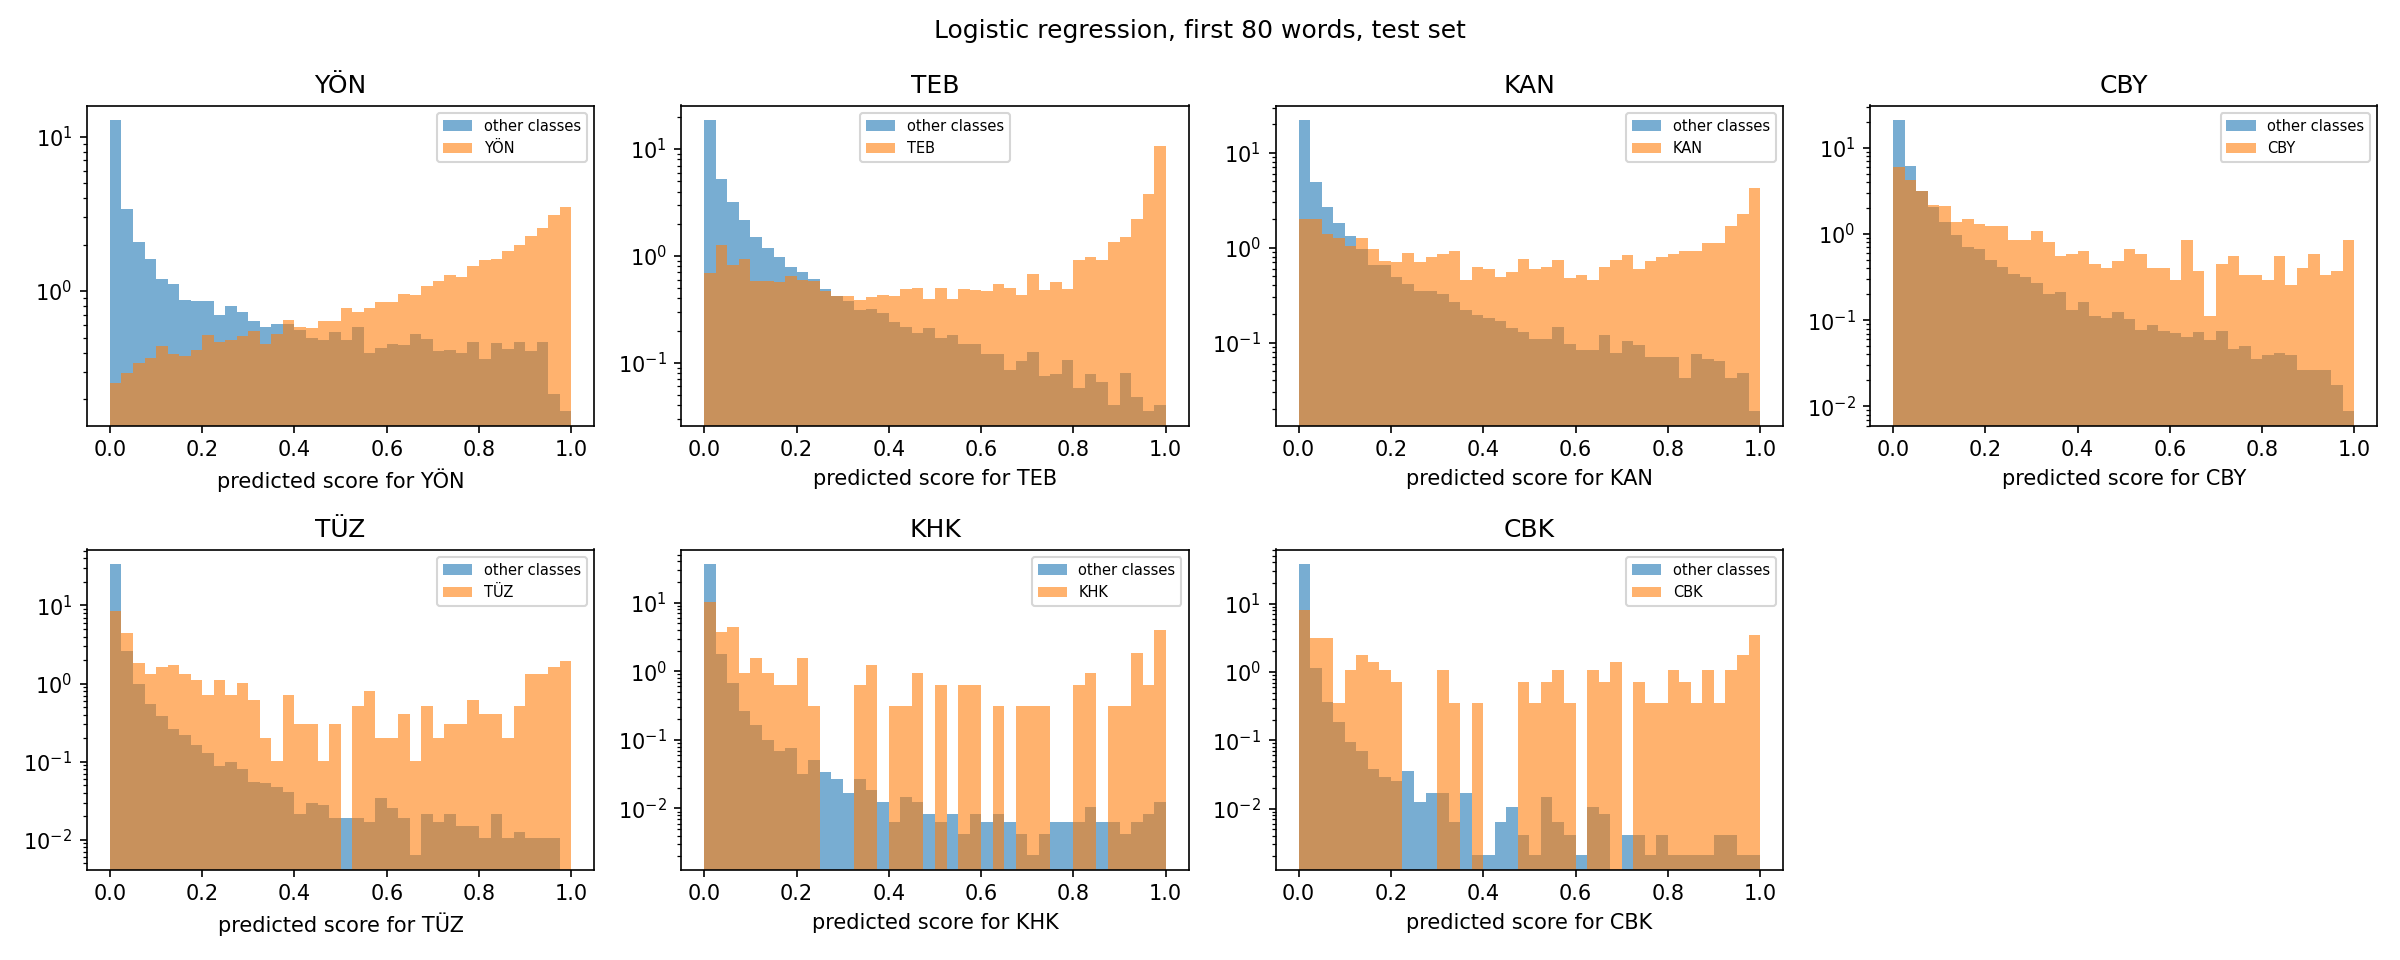 Logistic regression, first 80 words, test set
YÖN
other classes
YÖN
10¹
10⁰
0.0 0.2 0.4 0.6 0.8 1.0
predicted score for YÖN
TEB
other classes
TEB
10¹
10⁰
10⁻¹
0.0 0.2 0.4 0.6 0.8 1.0
predicted score for TEB
KAN
other classes
KAN
10¹
10⁰
10⁻¹
0.0 0.2 0.4 0.6 0.8 1.0
predicted score for KAN
CBY
other classes
CBY
10¹
10⁰
10⁻¹
10⁻²
0.0 0.2 0.4 0.6 0.8 1.0
predicted score for CBY
TÜZ
other classes
TÜZ
10¹
10⁰
10⁻¹
10⁻²
0.0 0.2 0.4 0.6 0.8 1.0
predicted score for TÜZ
KHK
other classes
KHK
10¹
10⁰
10⁻¹
10⁻²
0.0 0.2 0.4 0.6 0.8 1.0
predicted score for KHK
CBK
other classes
CBK
10¹
10⁰
10⁻¹
10⁻²
0.0 0.2 0.4 0.6 0.8 1.0
predicted score for CBK